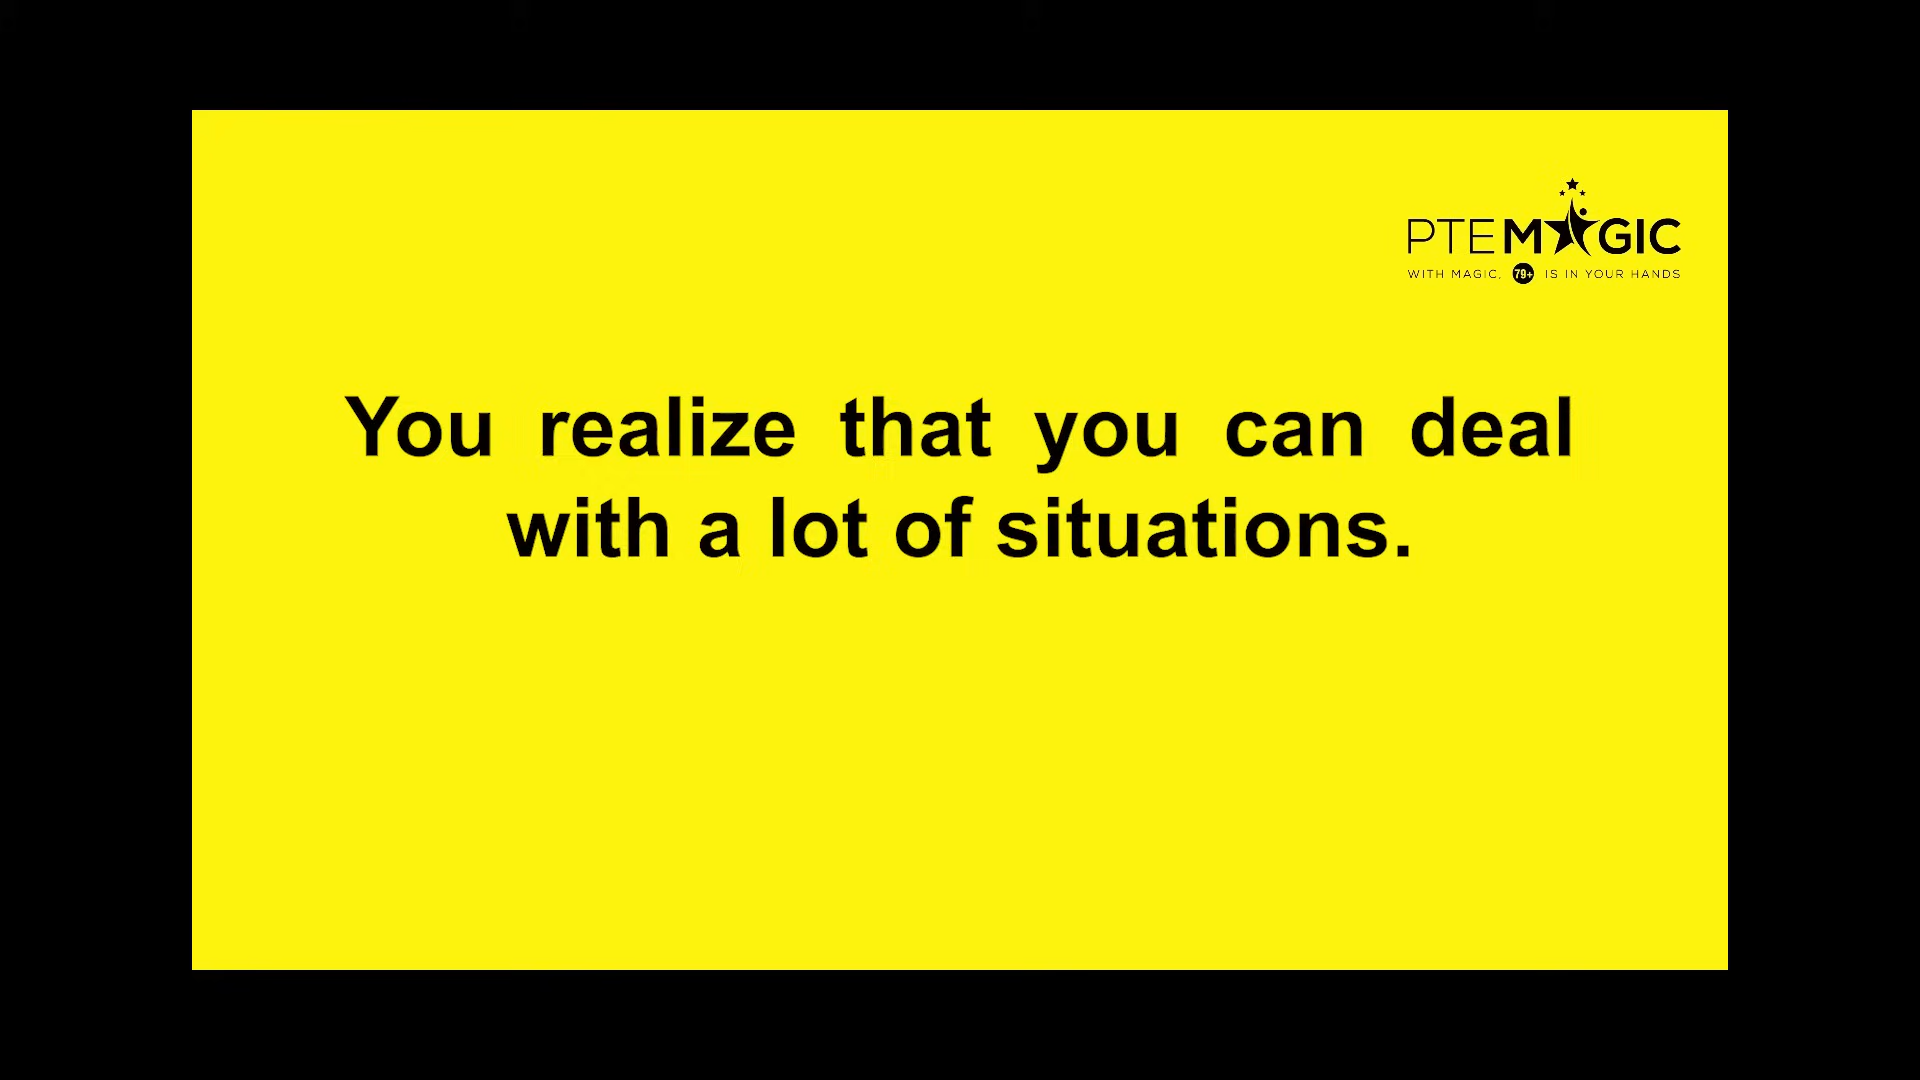 PTEMAGIC
WITH MAGIC, 79+ IS IN YOUR HANDS
You realize that you can deal
with a lot of situations.